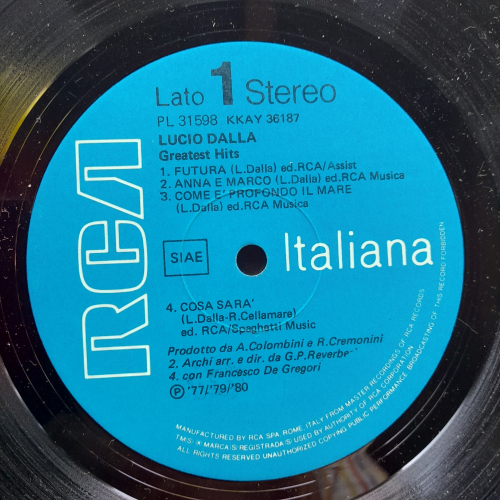 Lato 1 Stereo
PL 31598 KKAY 36187
LUCIO DALLA
Greatest Hits
1. FUTURA (L.Dalla) ed.RCA/Assist
2. ANNA E MARCO (L.Dalla) ed.RCA Musica
3. COME E' PROFONDO IL MARE
(L.Dalla) ed. RCA Musica
RCA
SIAE
Italiana
4. COSA SARA'
(L.Dalla-R.Cellamare)
ed. RCA/Spaghetti Music
Prodotto da A.Colombini e R.Cremonini
2. Archi arr. e dir. da G.P.Reverberi
4. con Francesco De Gregori
Ⓟ '77/'79/'80
MANUFACTURED BY RCA SPA, ROME, ITALY, FROM MASTER RECORDINGS OF RCA RECORDS
TM(S) ® MARCA(S) REGISTRADA(S) USED BY AUTHORITY OF RCA CORPORATION
ALL RIGHTS RESERVED UNAUTHORIZED COPYING PUBLIC PERFORMANCE BROADCASTING OF THIS RECORD FORBIDDEN